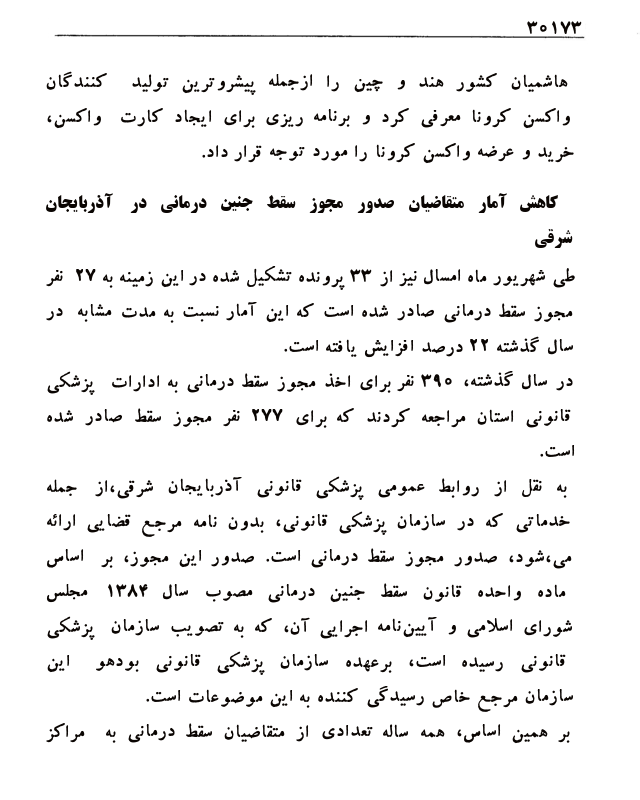 ۳۰۱۷۳
هاشمیان کشور هند و چین را ازجمله پیشروترین تولید کنندگان
واکسن کرونا معرفی کرد و برنامه ریزی برای ایجاد کارت واکسن،
خرید و عرضه واکسن کرونا را مورد توجه قرار داد.
کاهش آمار متقاضیان صدور مجوز سقط جنین درمانی در آذربایجان
شرقی
طی شهریور ماه امسال نیز از ۳۳ پرونده تشکیل شده در این زمینه به ۲۷ نفر
مجوز سقط درمانی صادر شده است که این آمار نسبت به مدت مشابه در
سال گذشته ۲۲ درصد افزایش یافته است.
در سال گذشته، ۳۹۰ نفر برای اخذ مجوز سقط درمانی به ادارات پزشکی
قانونی استان مراجعه کردند که برای ۲۷۷ نفر مجوز سقط صادر شده
است.
به نقل از روابط عمومی پزشکی قانونی آذربایجان شرقی،از جمله
خدماتی که در سازمان پزشکی قانونی، بدون نامه مرجع قضایی ارائه
می،شود، صدور مجوز سقط درمانی است. صدور این مجوز، بر اساس
ماده واحده قانون سقط جنین درمانی مصوب سال ۱۳۸۴ مجلس
شورای اسلامی و آیین‌نامه اجرایی آن، که به تصویب سازمان پزشکی
قانونی رسیده است، برعهده سازمان پزشکی قانونی بودهو این
سازمان مرجع خاص رسیدگی کننده به این موضوعات است.
بر همین اساس، همه ساله تعدادی از متقاضیان سقط درمانی به مراکز